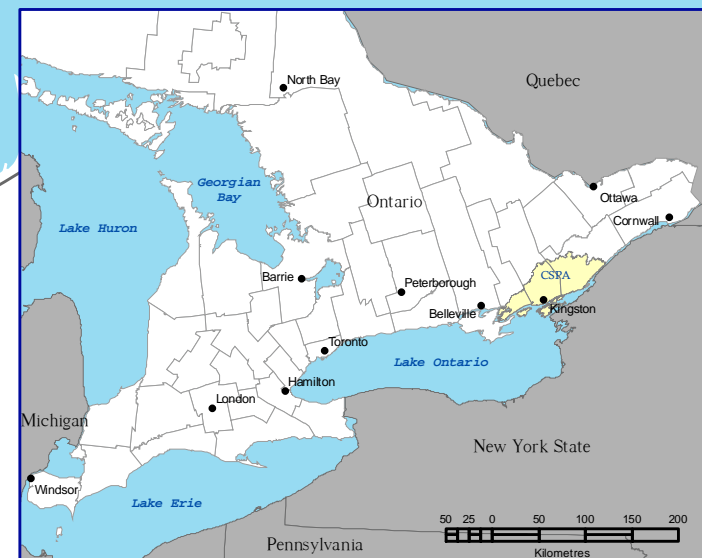 North Bay
Quebec
Georgian
Bay
Ontario
Ottawa
Cornwall
Lake Huron
CSPA
Barrie
Peterborough
Belleville
Kingston
Toronto
Lake Ontario
Hamilton
London
Michigan
New York State
Windsor
Lake Erie
50 25 0 50 100 150 200
Kilometres
Pennsylvania